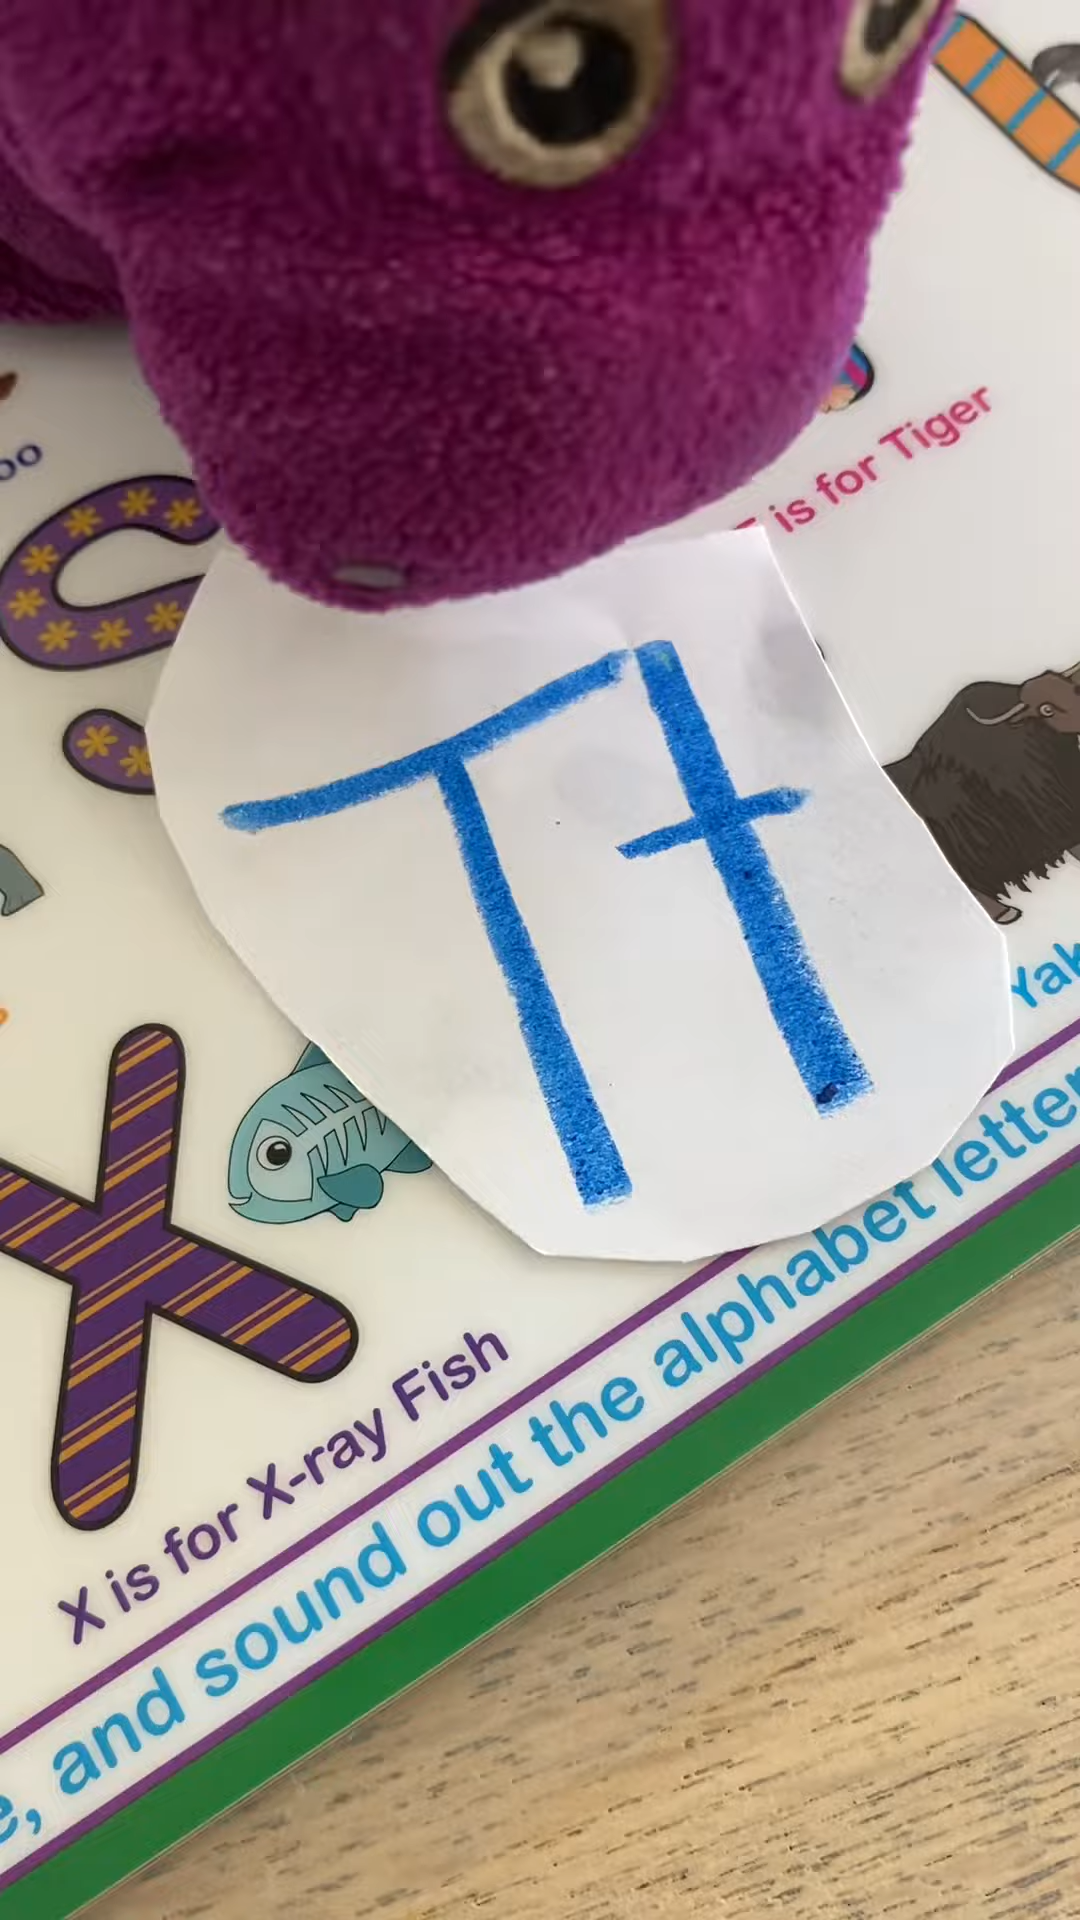 is for Tiger
S
Tt
Yak
X
X is for X-ray Fish
and sound out the alphabet letter